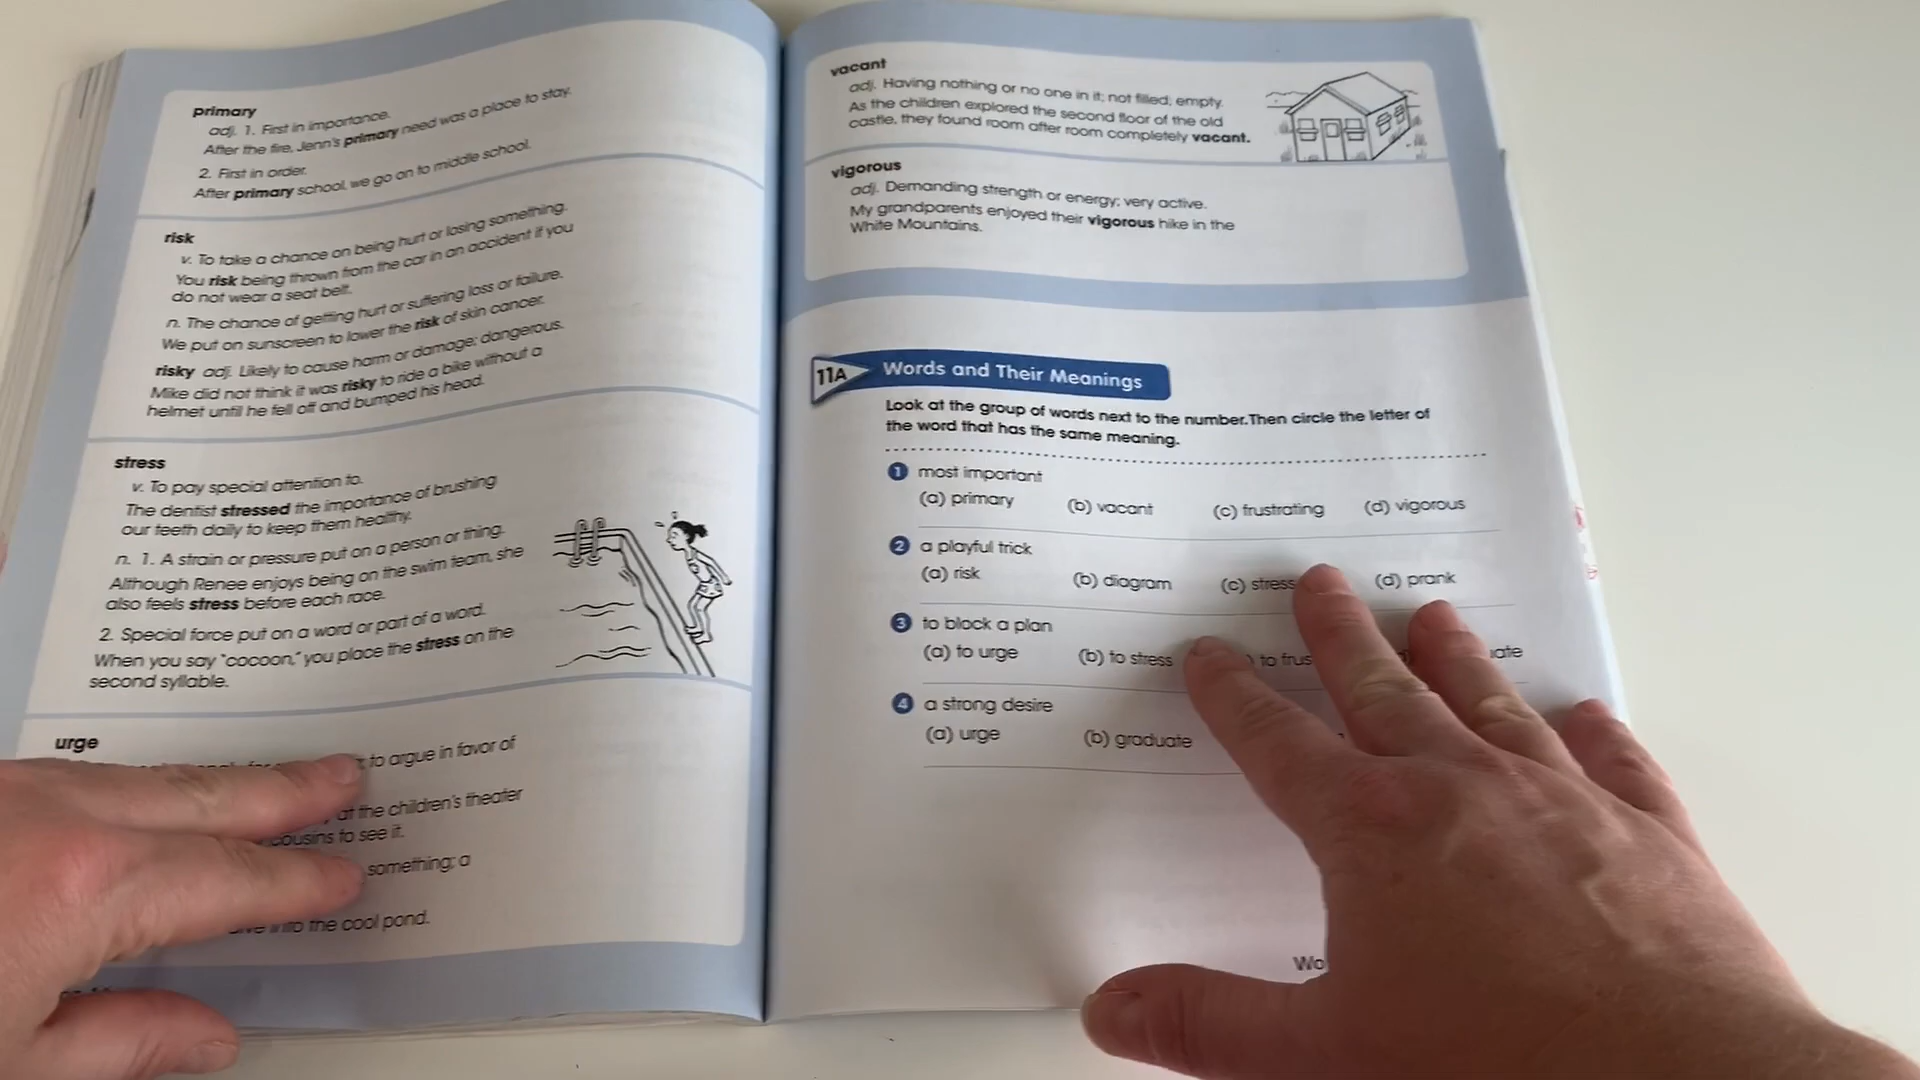 primary
adj. 1. First in importance.
After the fire, Jenn's primary need was a place to stay.
2. First in order.
After primary school, we go on to middle school.
risk
v. To take a chance on being hurt or losing something.
You risk being thrown from the car in an accident if you
do not wear a seat belt.
n. The chance of getting hurt or suffering loss or failure.
We put on sunscreen to lower the risk of skin cancer.
risky adj. Likely to cause harm or damage; dangerous.
Mike did not think it was risky to ride a bike without a
helmet until he fell off and bumped his head.
stress
v. To pay special attention to.
The dentist stressed the importance of brushing
our teeth daily to keep them healthy.
n. 1. A strain or pressure put on a person or thing.
Although Renee enjoys being on the swim team, she
also feels stress before each race.
2. Special force put on a word or part of a word.
When you say "cocoon," you place the stress on the
second syllable.
urge
to argue in favor of
at the children's theater
cousins to see it.
something; a
into the cool pond.
vacant
adj. Having nothing or no one in it; not filled; empty.
As the children explored the second floor of the old
castle, they found room after room completely vacant.
vigorous
adj. Demanding strength or energy; very active.
My grandparents enjoyed their vigorous hike in the
White Mountains.
11A Words and Their Meanings
Look at the group of words next to the number. Then circle the letter of
the word that has the same meaning.
1 most important
(a) primary (b) vacant (c) frustrating (d) vigorous
2 a playful trick
(a) risk (b) diagram (c) stress (d) prank
3 to block a plan
(a) to urge (b) to stress to
4 a strong desire
(a) urge (b) graduate